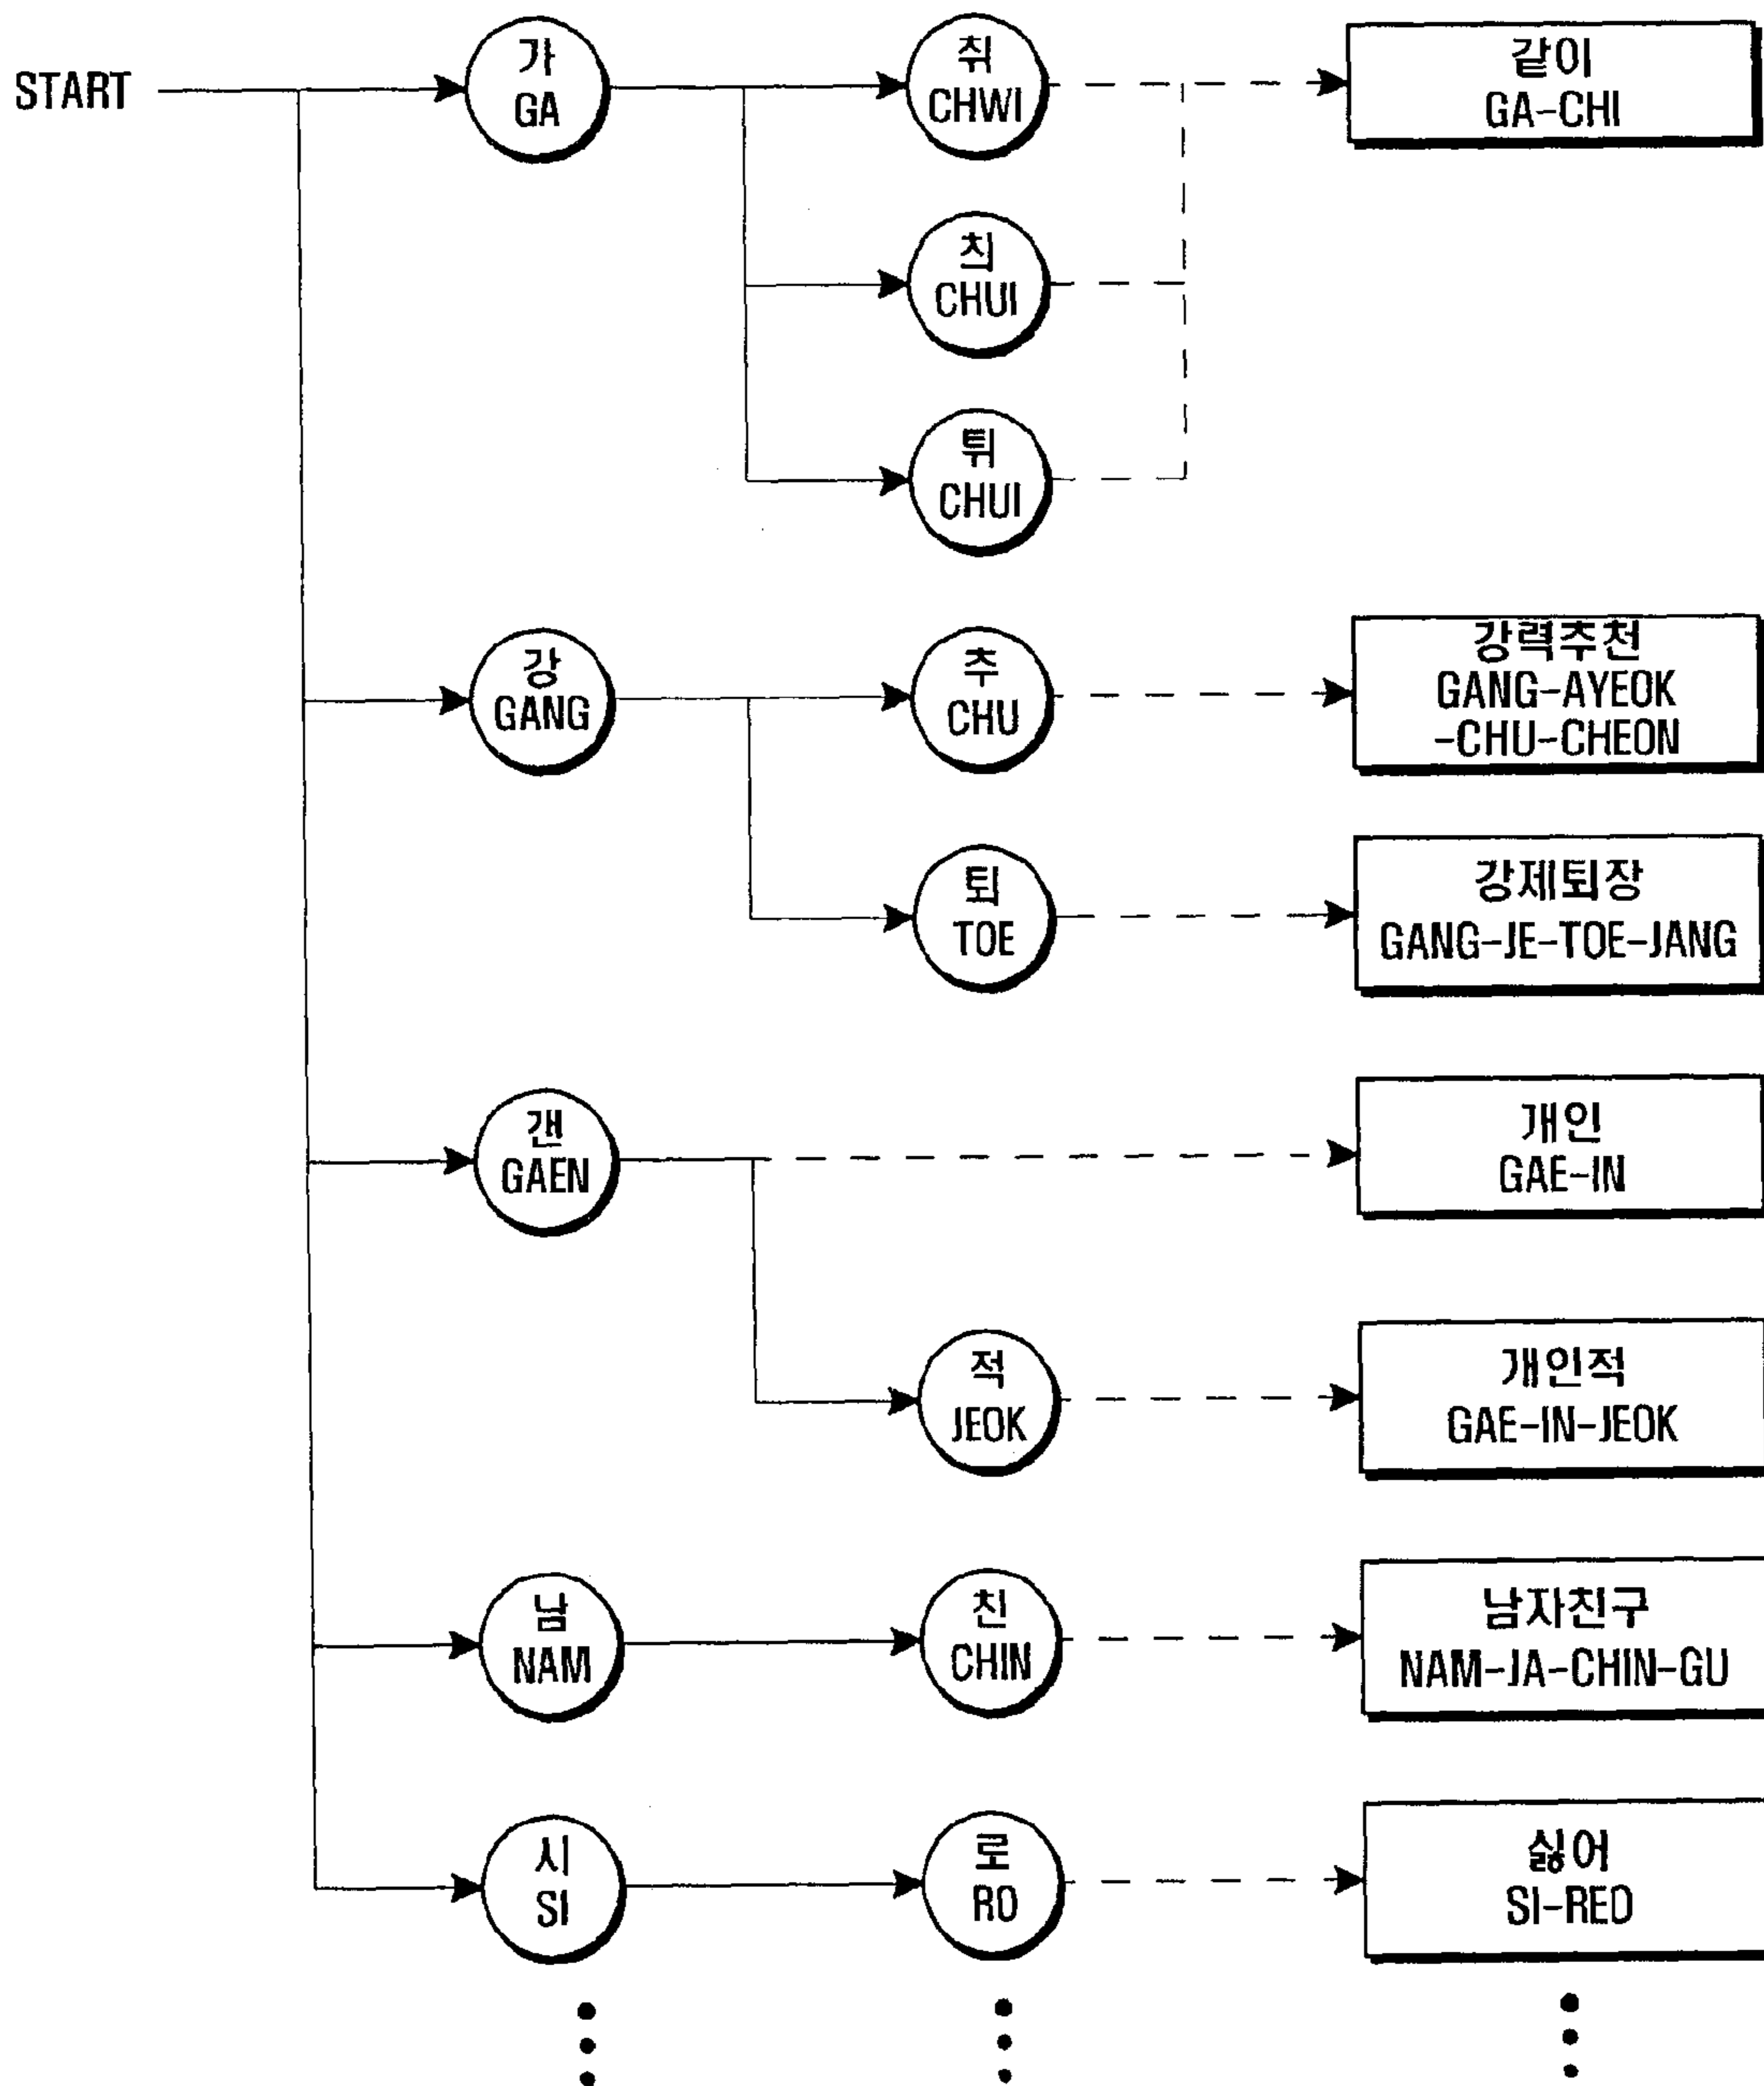 START
가
GA
취
CHWI
같이
GA-CHI
츼
CHUI
튀
CHUI
강
GANG
추
CHU
강력추천
GANG-AYEOK
-CHU-CHEON
퇴
TOE
강제퇴장
GANG-JE-TOE-JANG
갠
GAEN
개인
GAE-IN
적
JEOK
개인적
GAE-IN-JEOK
남
NAM
친
CHIN
남자친구
NAM-JA-CHIN-GU
시
SI
로
RO
싫어
SI-REO